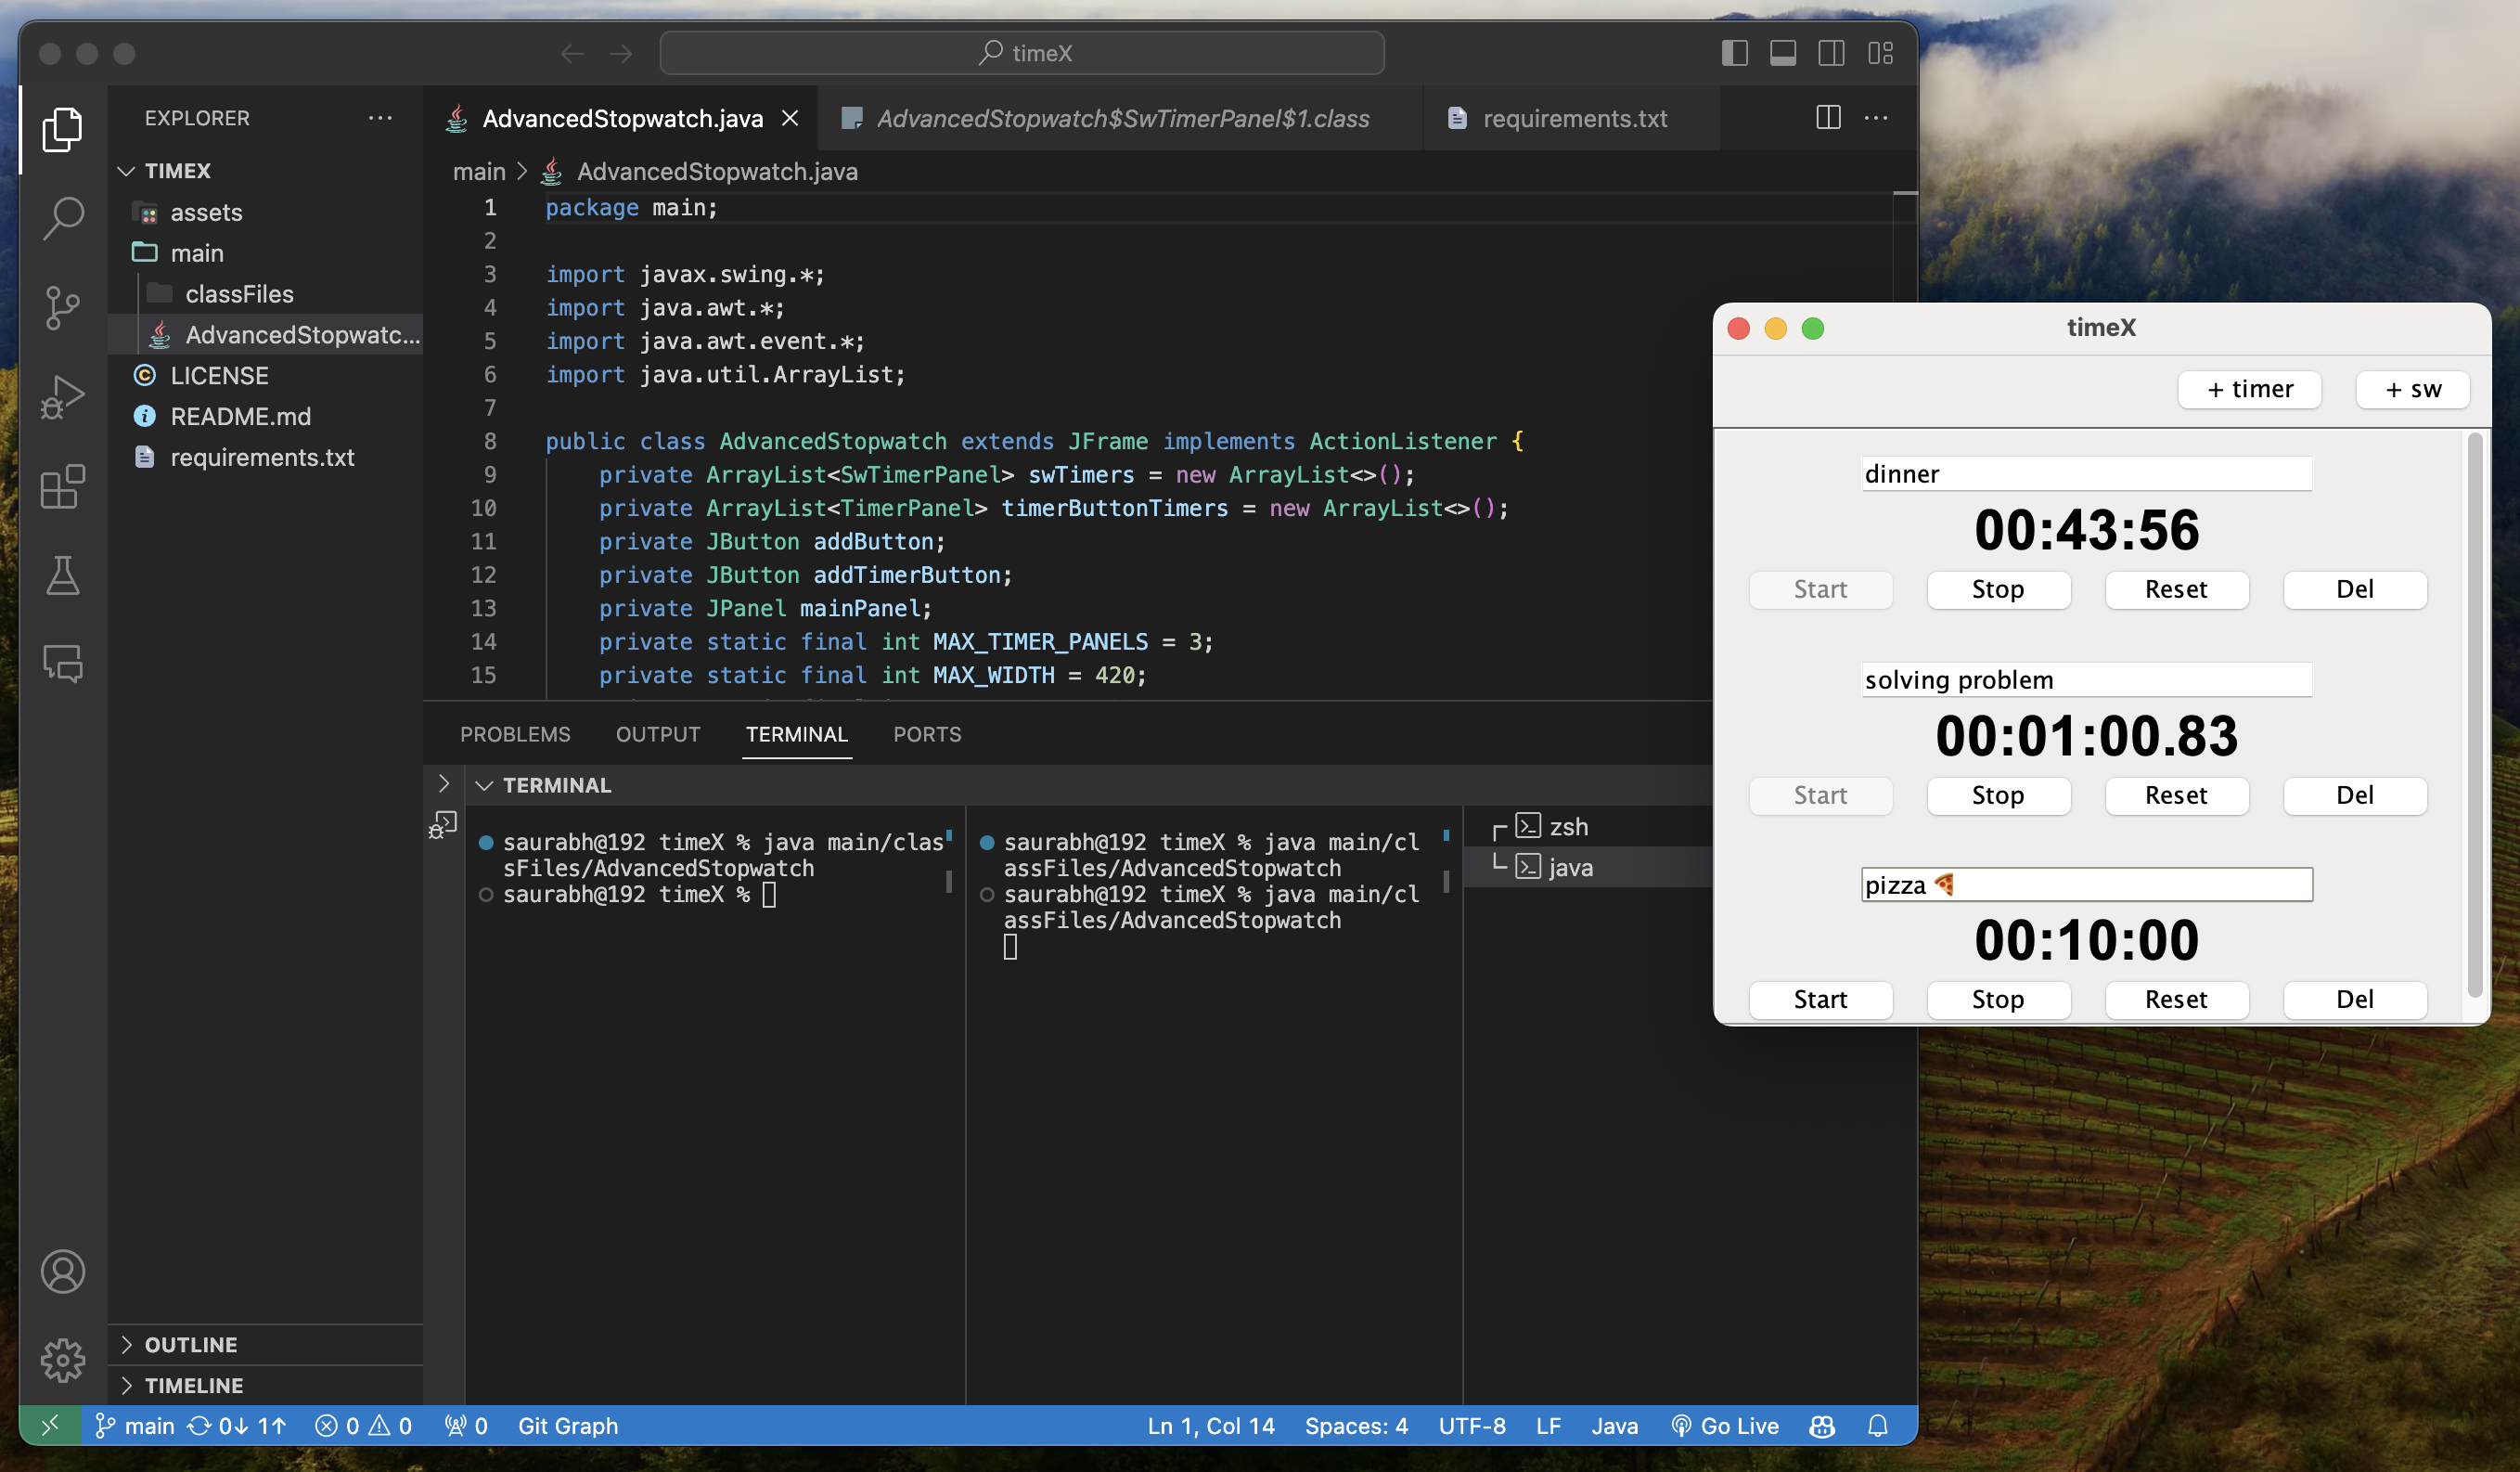 timeX
EXPLORER
TIMEX
assets
main
classFiles
AdvancedStopwatc...
LICENSE
README.md
requirements.txt
OUTLINE
TIMELINE
AdvancedStopwatch.java
AdvancedStopwatch$SwTimerPanel$1.class
requirements.txt
main > AdvancedStopwatch.java
1 package main;
2
3 import javax.swing.*;
4 import java.awt.*;
5 import java.awt.event.*;
6 import java.util.ArrayList;
7
8 public class AdvancedStopwatch extends JFrame implements ActionListener {
9 private ArrayList<SwTimerPanel> swTimers = new ArrayList<>();
10 private ArrayList<TimerPanel> timerButtonTimers = new ArrayList<>();
11 private JButton addButton;
12 private JButton addTimerButton;
13 private JPanel mainPanel;
14 private static final int MAX_TIMER_PANELS = 3;
15 private static final int MAX_WIDTH = 420;
PROBLEMS OUTPUT TERMINAL PORTS
TERMINAL
saurabh@192 timeX % java main/clas
sFiles/AdvancedStopwatch
saurabh@192 timeX %
saurabh@192 timeX % java main/cl
assFiles/AdvancedStopwatch
saurabh@192 timeX % java main/cl
assFiles/AdvancedStopwatch
zsh
java
timeX
+ timer + sw
dinner
00:43:56
Start Stop Reset Del
solving problem
00:01:00.83
Start Stop Reset Del
pizza 🍕
00:10:00
Start Stop Reset Del
main 0↓ 1↑ 0 0 0 Git Graph Ln 1, Col 14 Spaces: 4 UTF-8 LF Java Go Live